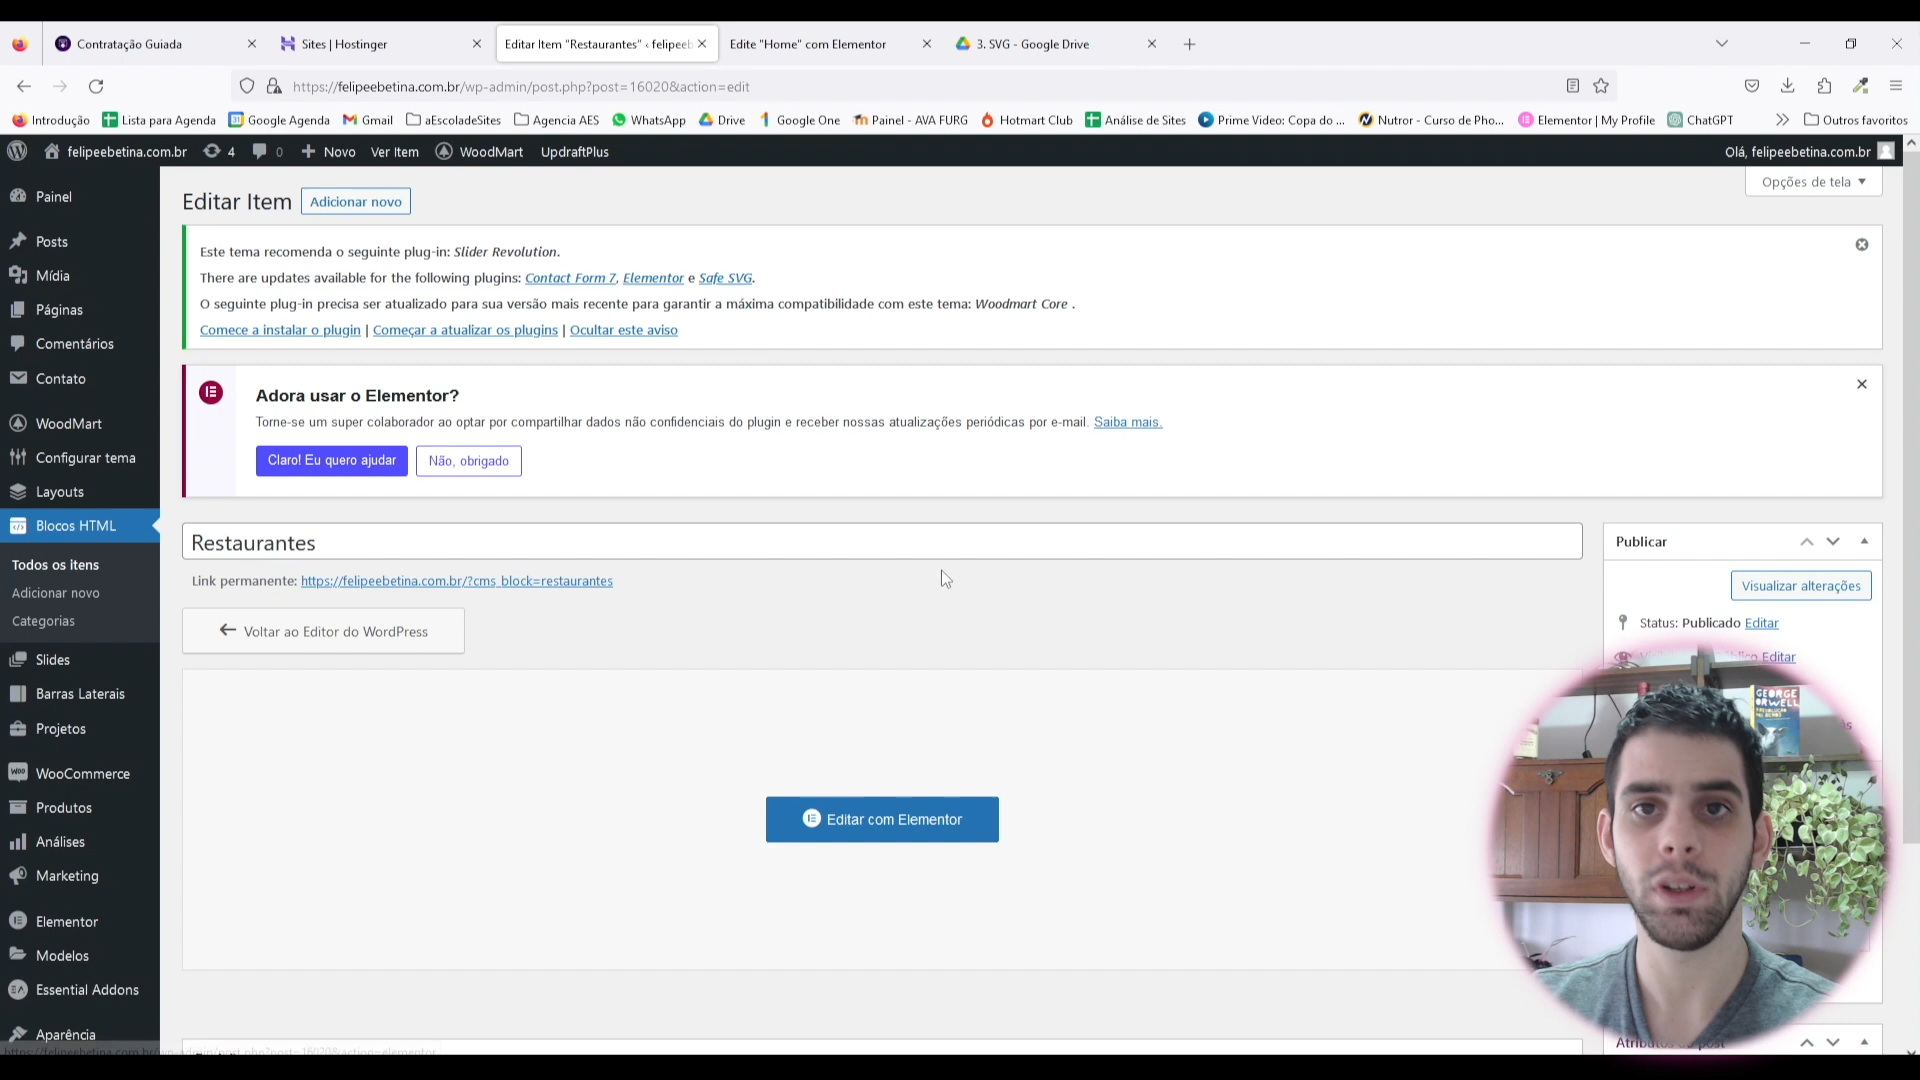 Contratação Guiada
Sites | Hostinger
Editar Item "Restaurantes" ‹ felipeeb
Edite "Home" com Elementor
3. SVG - Google Drive
https://felipeebetina.com.br/wp-admin/post.php?post=16020&action=edit
Introdução
Lista para Agenda
Google Agenda
Gmail
aEscoladeSites
Agencia AES
WhatsApp
Drive
Google One
Painel - AVA FURG
Hotmart Club
Análise de Sites
Prime Video: Copa do ...
Nutror - Curso de Pho...
Elementor | My Profile
ChatGPT
Outros favoritos
felipeebetina.com.br
4
0
Novo
Ver Item
WoodMart
UpdraftPlus
Olá, felipeebetina.com.br
Painel
Posts
Mídia
Páginas
Comentários
Contato
WoodMart
Configurar tema
Layouts
Blocos HTML
Todos os itens
Adicionar novo
Categorias
Slides
Barras Laterais
Projetos
WooCommerce
Produtos
Análises
Marketing
Elementor
Modelos
Essential Addons
Aparência
Editar Item
Adicionar novo
Opções de tela
Este tema recomenda o seguinte plug-in: Slider Revolution.
There are updates available for the following plugins: Contact Form 7, Elementor e Safe SVG.
O seguinte plug-in precisa ser atualizado para sua versão mais recente para garantir a máxima compatibilidade com este tema: Woodmart Core .
Comece a instalar o plugin | Começar a atualizar os plugins | Ocultar este aviso
Adora usar o Elementor?
Torne-se um super colaborador ao optar por compartilhar dados não confidenciais do plugin e receber nossas atualizações periódicas por e-mail. Saiba mais.
Claro! Eu quero ajudar
Não, obrigado
Restaurantes
Link permanente: https://felipeebetina.com.br/?cms_block=restaurantes
Voltar ao Editor do WordPress
Editar com Elementor
Publicar
Visualizar alterações
Status: Publicado Editar
Editar
GEORGE
ORWELL